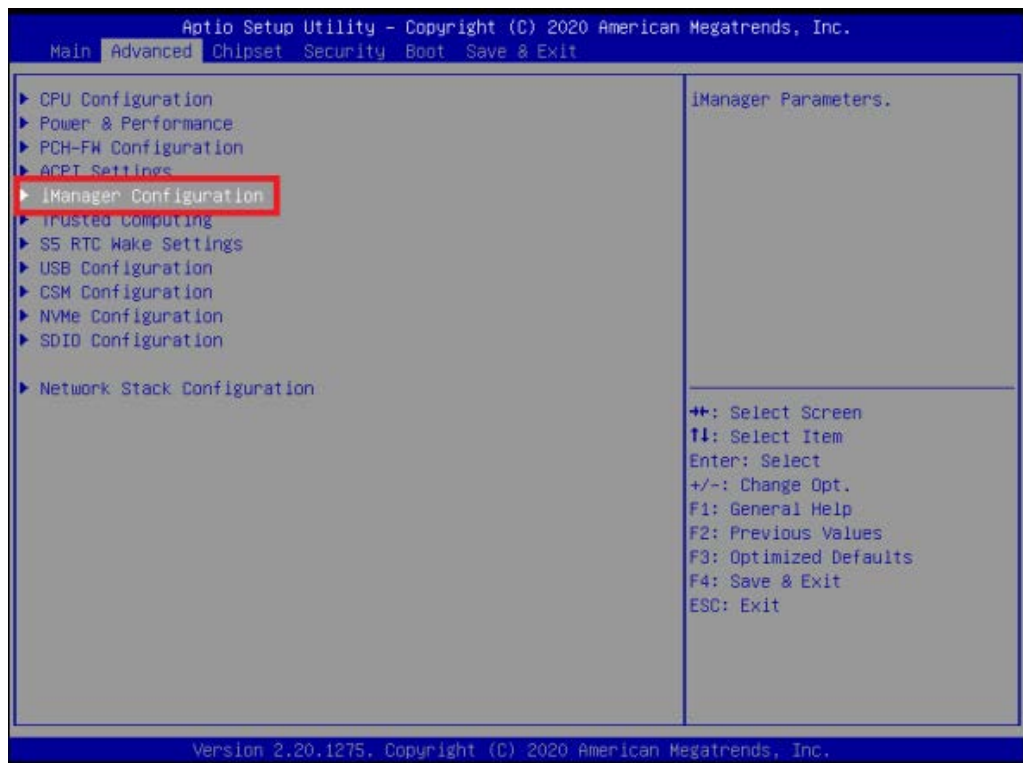 Aptio Setup Utility – Copyright (C) 2020 American Megatrends, Inc.
Main Advanced Chipset Security Boot Save & Exit
► CPU Configuration
► Power & Performance
► PCH-FW Configuration
► ACPI Settings
► iManager Configuration
► Trusted Computing
► S5 RTC Wake Settings
► USB Configuration
► CSM Configuration
► NVMe Configuration
► SDIO Configuration
► Network Stack Configuration
iManager Parameters.
→←: Select Screen
↑↓: Select Item
Enter: Select
+/-: Change Opt.
F1: General Help
F2: Previous Values
F3: Optimized Defaults
F4: Save & Exit
ESC: Exit
Version 2.20.1275. Copyright (C) 2020 American Megatrends, Inc.